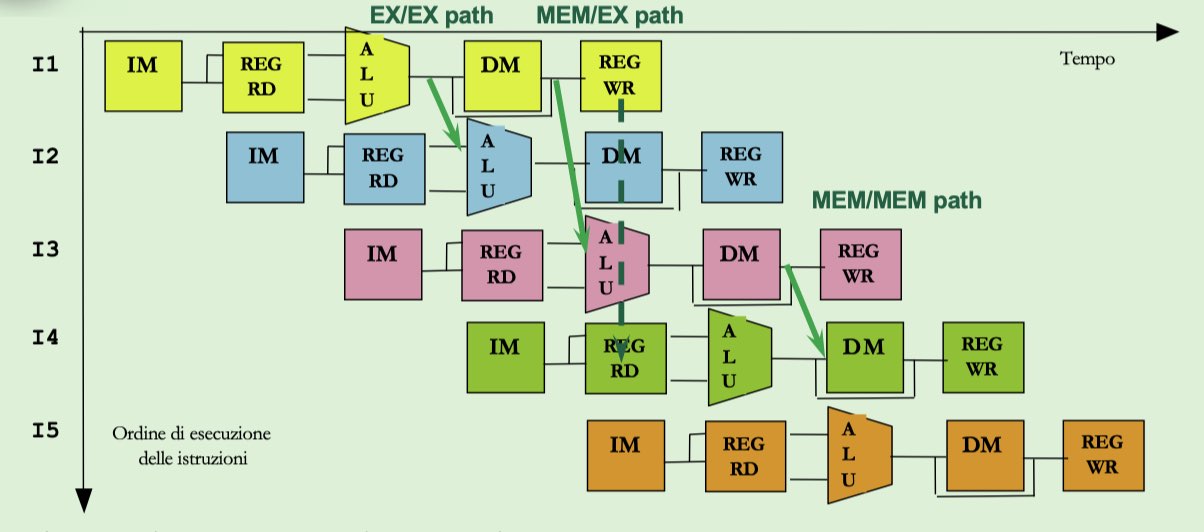 EX/EX path MEM/EX path
Tempo
I1
IM
REG
RD
A
L
U
DM
REG
WR
I2
IM
REG
RD
A
L
U
DM
REG
WR
MEM/MEM path
I3
IM
REG
RD
A
L
U
DM
REG
WR
I4
IM
REG
RD
A
L
U
DM
REG
WR
I5
IM
REG
RD
A
L
U
DM
REG
WR
Ordine di esecuzione
delle istruzioni